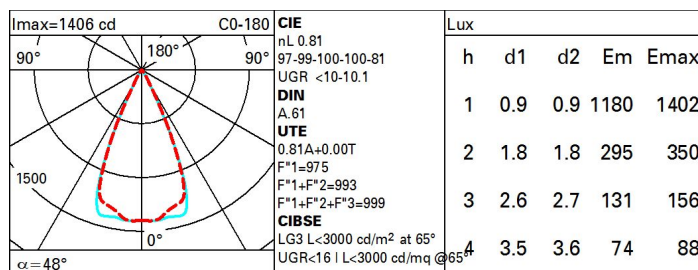 Imax=1406 cd C0-180
90° 180° 90°
1500
0°
α=48°
CIE
nL 0.81
97-99-100-100-81
UGR <10-10.1
DIN
A.61
UTE
0.81A+0.00T
F"1=975
F"1+F"2=993
F"1+F"2+F"3=999
CIBSE
LG3 L<3000 cd/m² at 65°
UGR<16 | L<3000 cd/mq @65°
Lux
h d1 d2 Em Emax
1 0.9 0.9 1180 1402
2 1.8 1.8 295 350
3 2.6 2.7 131 156
4 3.5 3.6 74 88